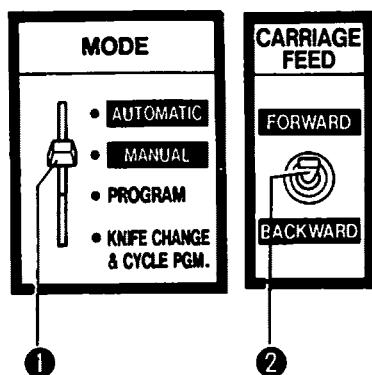 MODE
• AUTOMATIC
• MANUAL
• PROGRAM
• KNIFE CHANGE
& CYCLE PGM.
CARRIAGE
FEED
FORWARD
BACKWARD
1
2